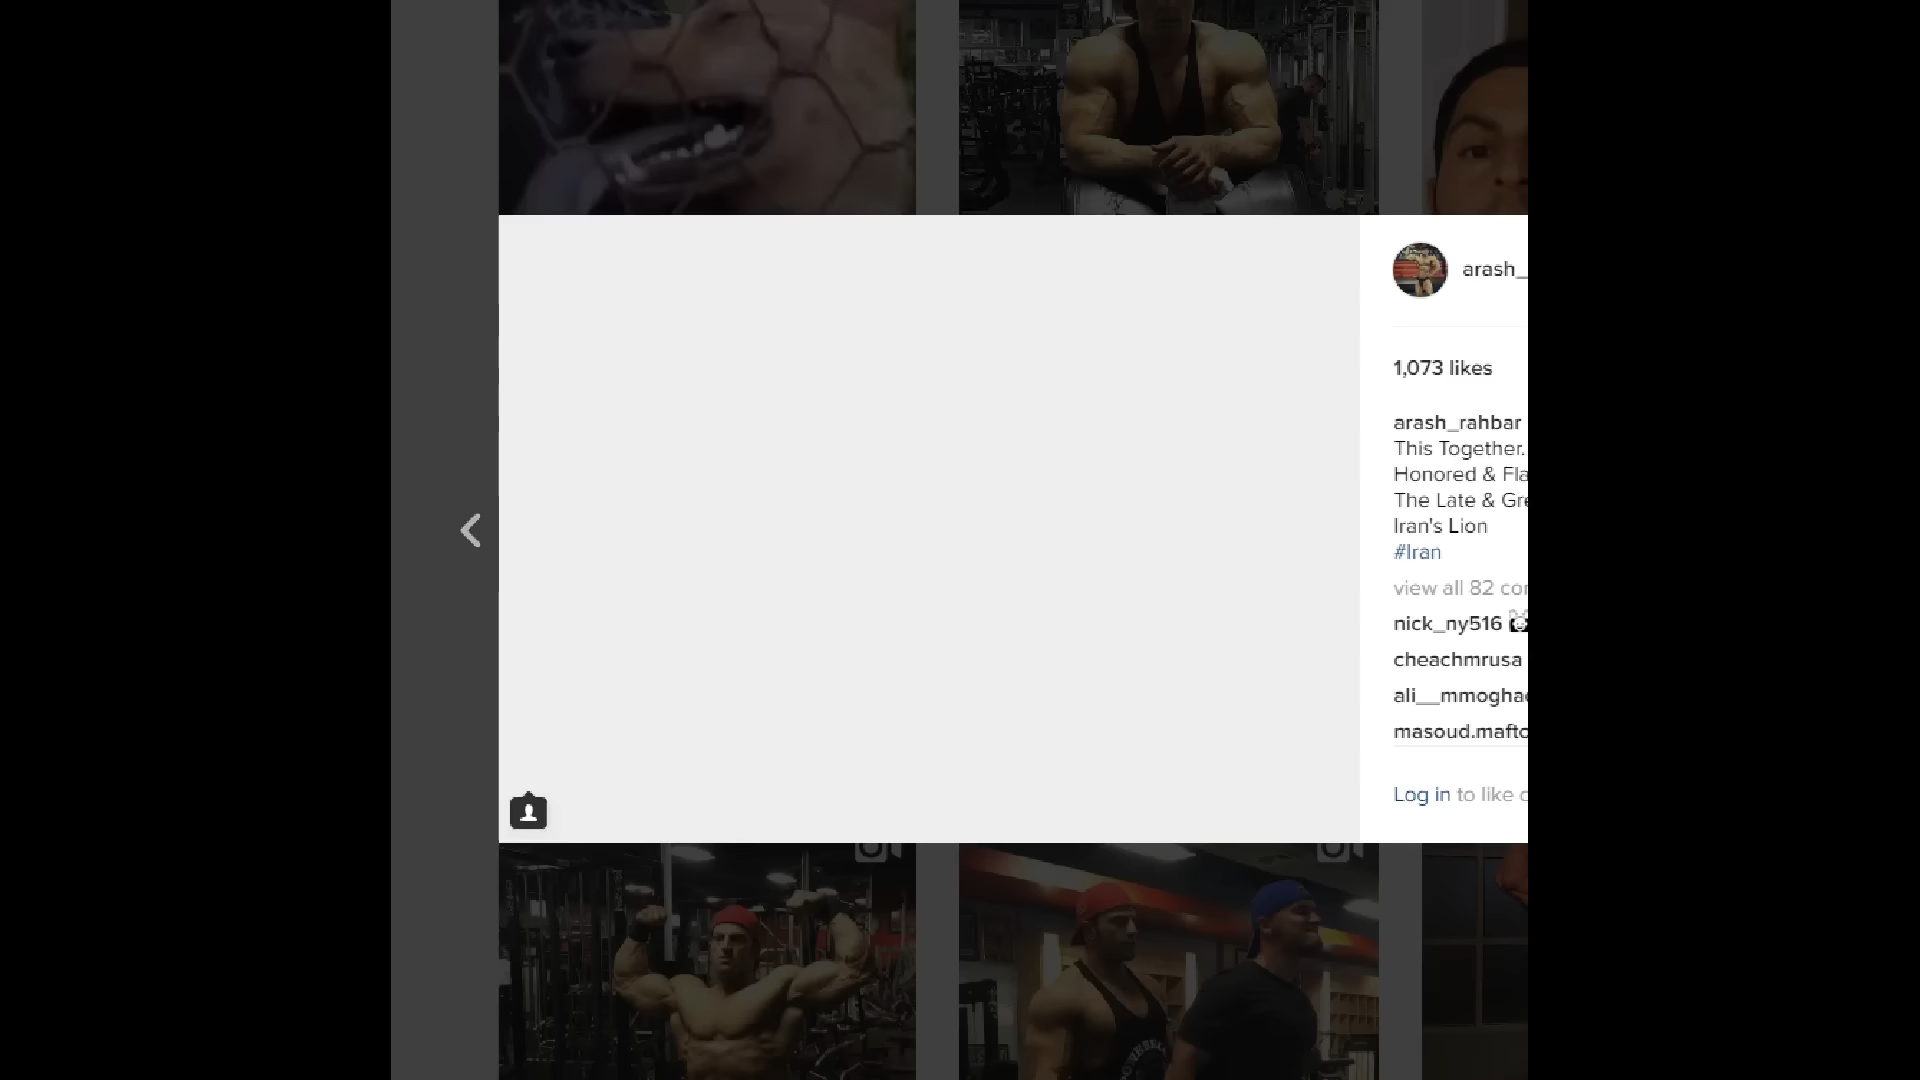 arash_
1,073 likes
arash_rahbar
This Together.
Honored & Fla
The Late & Gre
Iran's Lion
#Iran
view all 82 con
nick_ny516
cheachmrusa
ali__mmoghad
masoud.mafto
Log in to like o